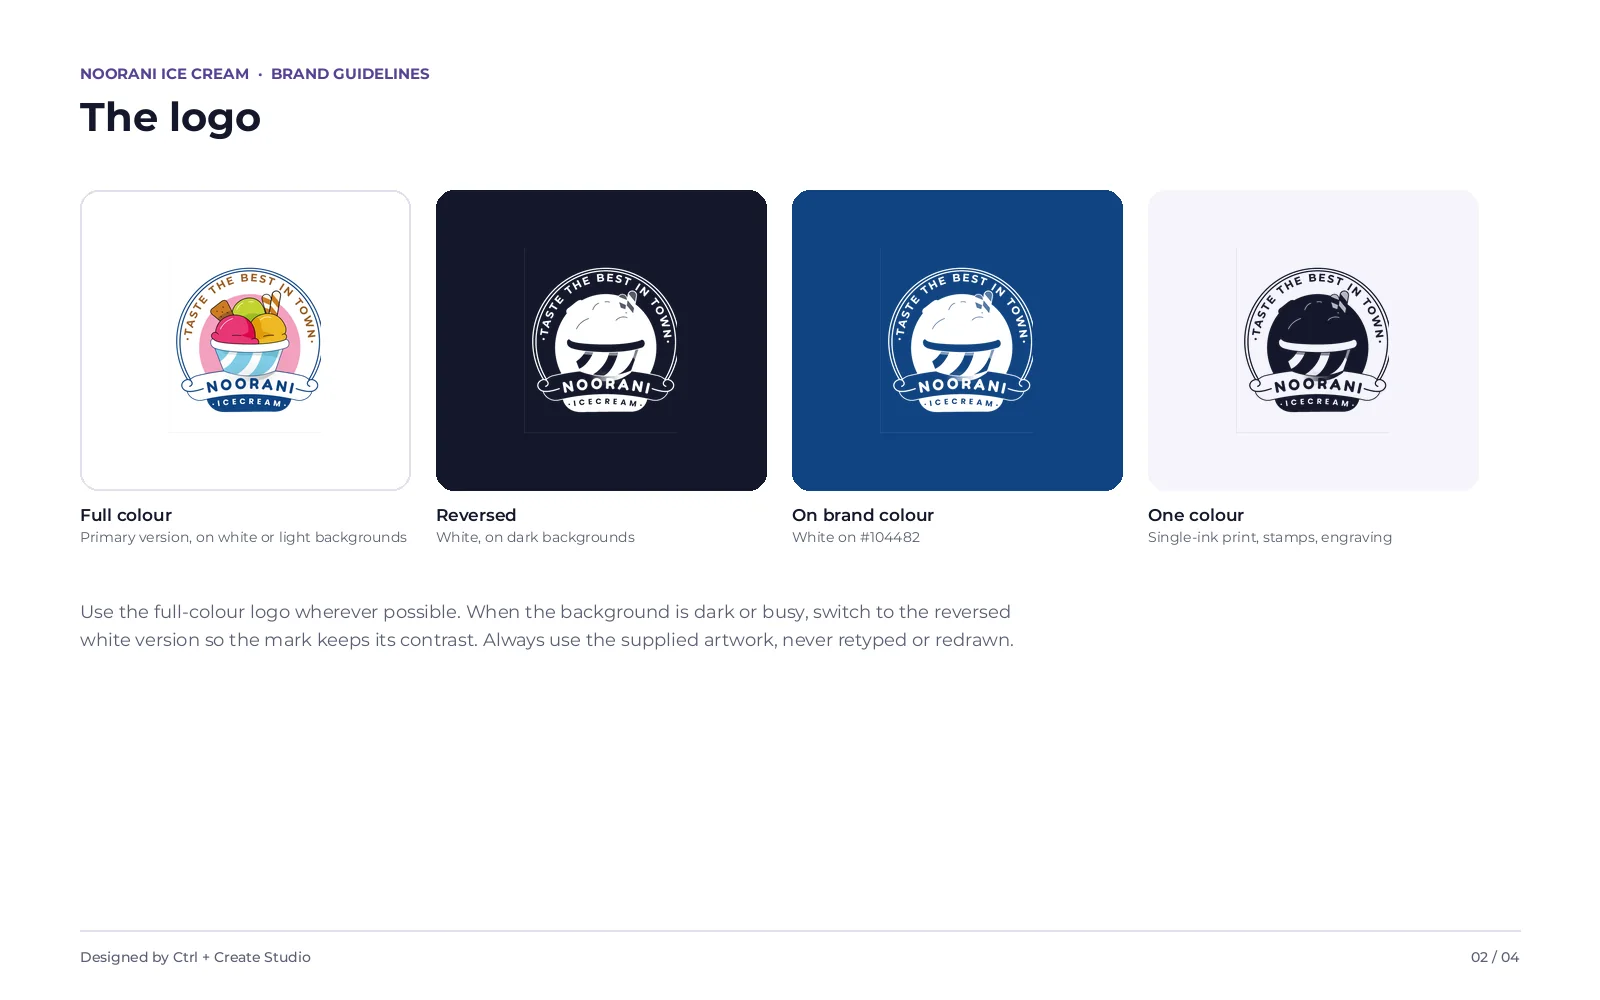 NOORANI ICE CREAM · BRAND GUIDELINES
The logo
·TASTE THE BEST IN TOWN·
NOORANI
·ICECREAM·
·TASTE THE BEST IN TOWN·
NOORANI
·ICECREAM·
·TASTE THE BEST IN TOWN·
NOORANI
·ICECREAM·
·TASTE THE BEST IN TOWN·
NOORANI
·ICECREAM·
Full colour
Primary version, on white or light backgrounds
Reversed
White, on dark backgrounds
On brand colour
White on #104482
One colour
Single-ink print, stamps, engraving
Use the full-colour logo wherever possible. When the background is dark or busy, switch to the reversed
white version so the mark keeps its contrast. Always use the supplied artwork, never retyped or redrawn.
Designed by Ctrl + Create Studio
02 / 04